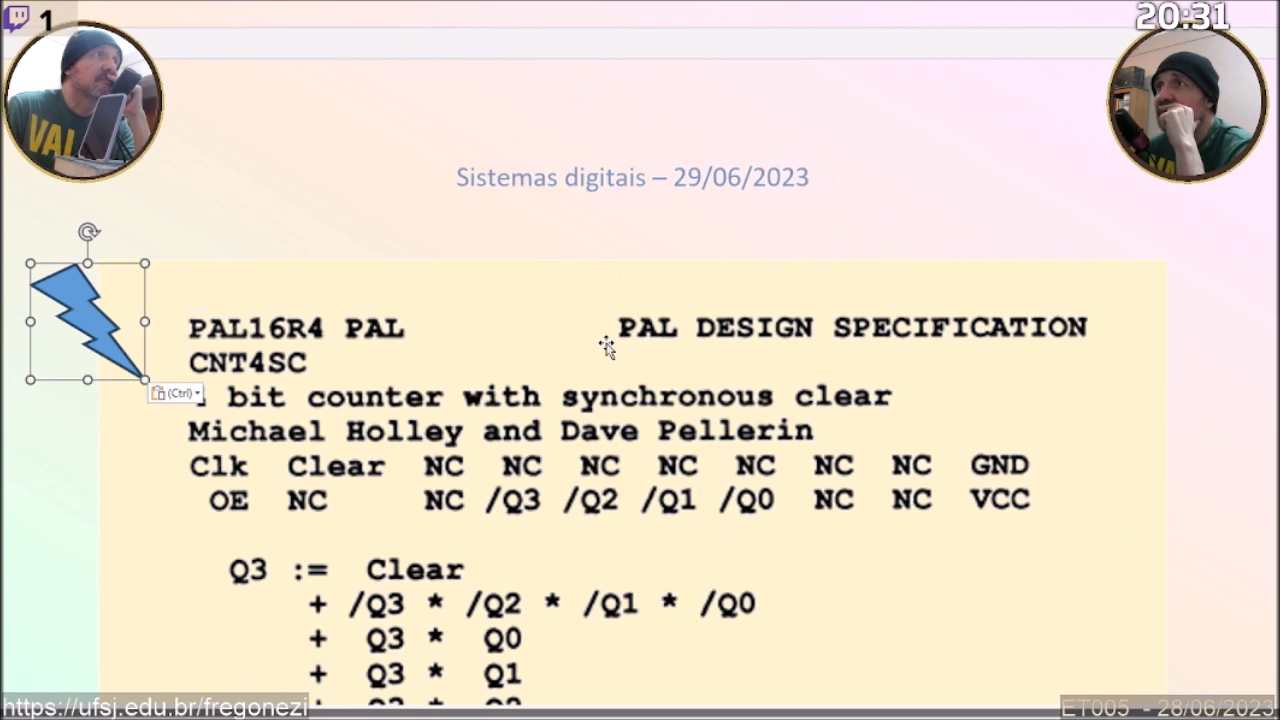 1
20:31
VAL
Sistemas digitais – 29/06/2023
PAL16R4 PAL PAL DESIGN SPECIFICATION
CNT4SC
(Ctrl)
bit counter with synchronous clear
Michael Holley and Dave Pellerin
Clk Clear NC NC NC NC NC NC NC GND
OE NC NC /Q3 /Q2 /Q1 /Q0 NC NC VCC
Q3 := Clear
+ /Q3 * /Q2 * /Q1 * /Q0
+ Q3 * Q0
+ Q3 * Q1
https://ufsj.edu.br/fregonezi
ET005 - 28/06/2023